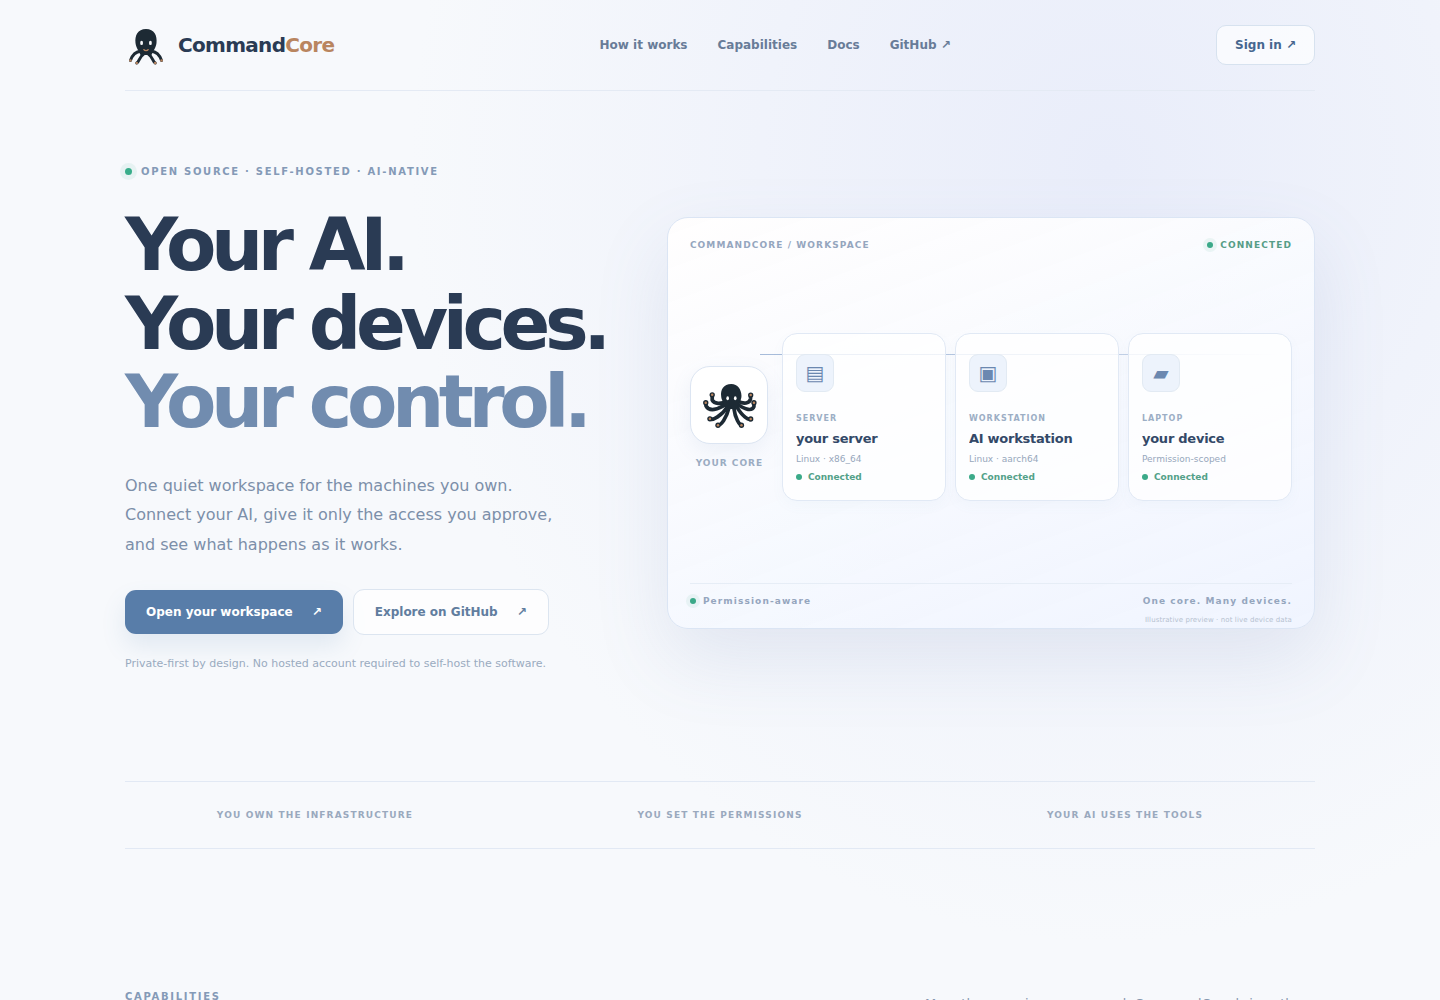 CommandCore
How it works
Capabilities
Docs
GitHub ↗
Sign in ↗
OPEN SOURCE · SELF-HOSTED · AI-NATIVE
Your AI.
Your devices.
Your control.
One quiet workspace for the machines you own.
Connect your AI, give it only the access you approve,
and see what happens as it works.
Open your workspace ↗
Explore on GitHub ↗
Private-first by design. No hosted account required to self-host the software.
COMMANDCORE / WORKSPACE
CONNECTED
YOUR CORE
SERVER
your server
Linux · x86_64
Connected
WORKSTATION
AI workstation
Linux · aarch64
Connected
LAPTOP
your device
Permission-scoped
Connected
Permission-aware
One core. Many devices.
Illustrative preview · not live device data
YOU OWN THE INFRASTRUCTURE
YOU SET THE PERMISSIONS
YOUR AI USES THE TOOLS
CAPABILITIES